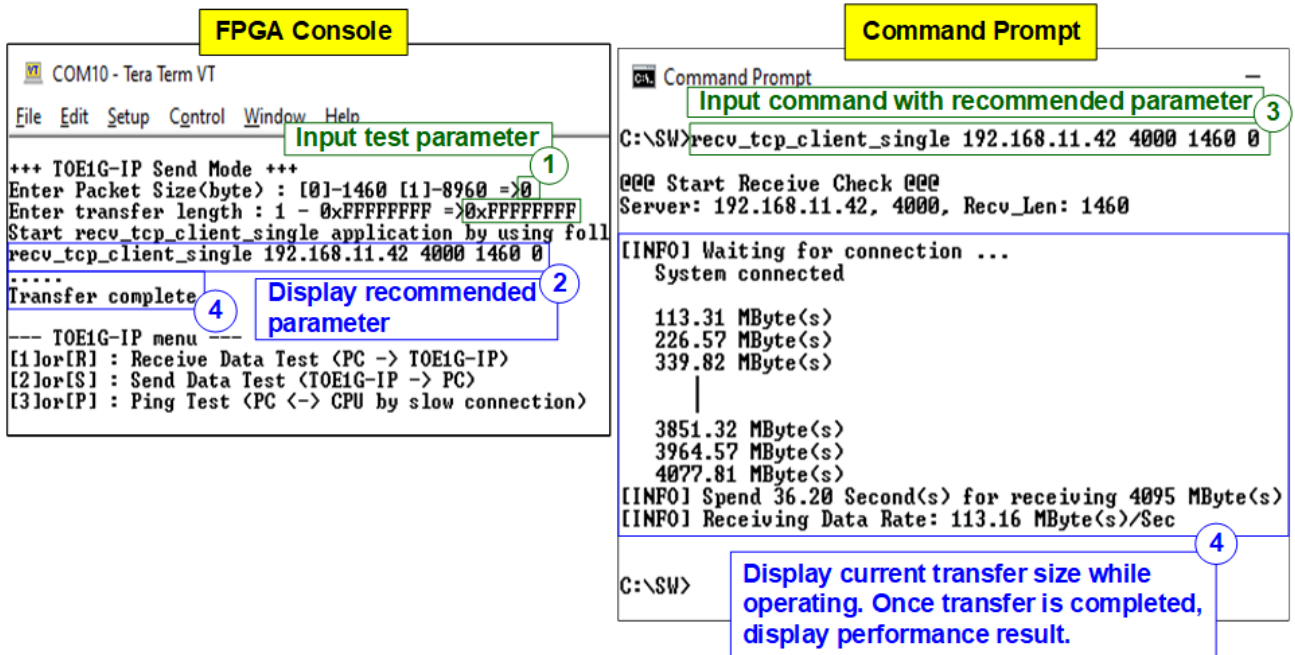 FPGA Console
COM10 - Tera Term VT
File Edit Setup Control Window Help
Input test parameter
1
+++ TOE1G-IP Send Mode +++
Enter Packet Size(byte) : [0]-1460 [1]-8960 =>0
Enter transfer length : 1 - 0xFFFFFFFF =>0xFFFFFFFF
Start recv_tcp_client_single application by using foll
recv_tcp_client_single 192.168.11.42 4000 1460 0
.....
Transfer complete
4
Display recommended
parameter
2
--- TOE1G-IP menu ---
[1]or[R] : Receive Data Test (PC -> TOE1G-IP)
[2]or[S] : Send Data Test (TOE1G-IP -> PC)
[3]or[P] : Ping Test (PC <-> CPU by slow connection)
Command Prompt
Command Prompt
Input command with recommended parameter
3
C:\SW>recv_tcp_client_single 192.168.11.42 4000 1460 0
@@@ Start Receive Check @@@
Server: 192.168.11.42, 4000, Recv_Len: 1460
[INFO] Waiting for connection ...
System connected
113.31 MByte(s)
226.57 MByte(s)
339.82 MByte(s)
3851.32 MByte(s)
3964.57 MByte(s)
4077.81 MByte(s)
[INFO] Spend 36.20 Second(s) for receiving 4095 MByte(s)
[INFO] Receiving Data Rate: 113.16 MByte(s)/Sec
4
C:\SW>
Display current transfer size while
operating. Once transfer is completed,
display performance result.